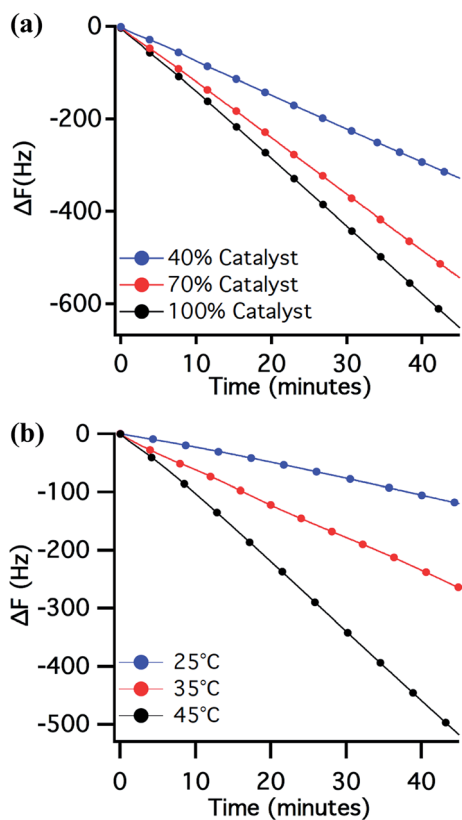 (a)
0
-200
-400
-600
ΔF(Hz)
40% Catalyst
70% Catalyst
100% Catalyst
0 10 20 30 40
Time (minutes)
(b)
0
-100
-200
-300
-400
-500
ΔF (Hz)
25°C
35°C
45°C
0 10 20 30 40
Time (minutes)